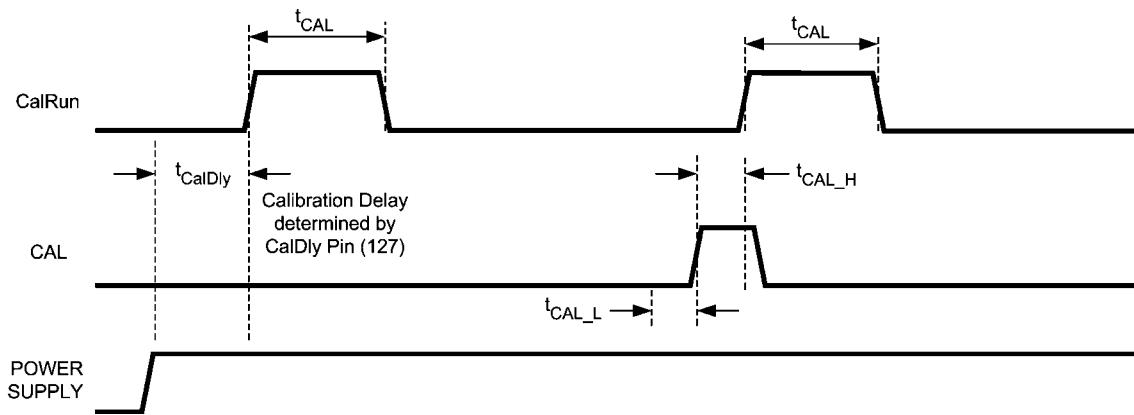 tCAL
tCAL
CalRun
tCalDly
tCAL_H
Calibration Delay
determined by
CalDly Pin (127)
CAL
tCAL_L
POWER
SUPPLY